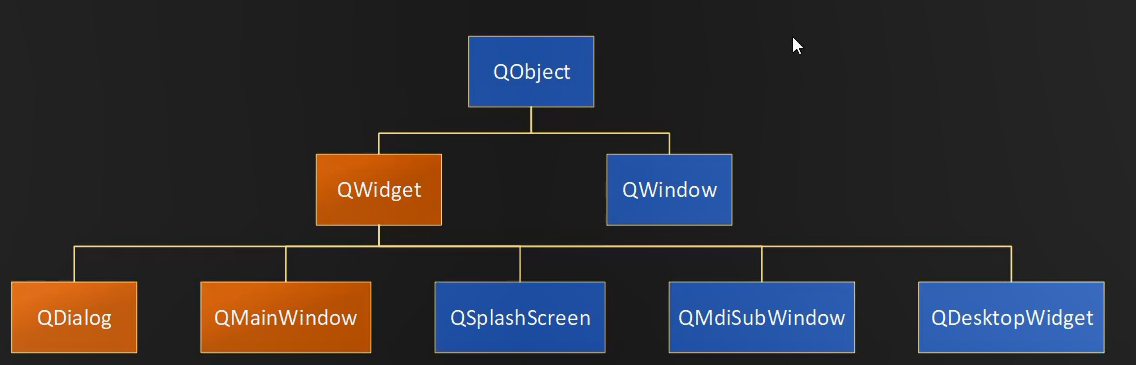 QObject
QWidget
QWindow
QDialog
QMainWindow
QSplashScreen
QMdiSubWindow
QDesktopWidget